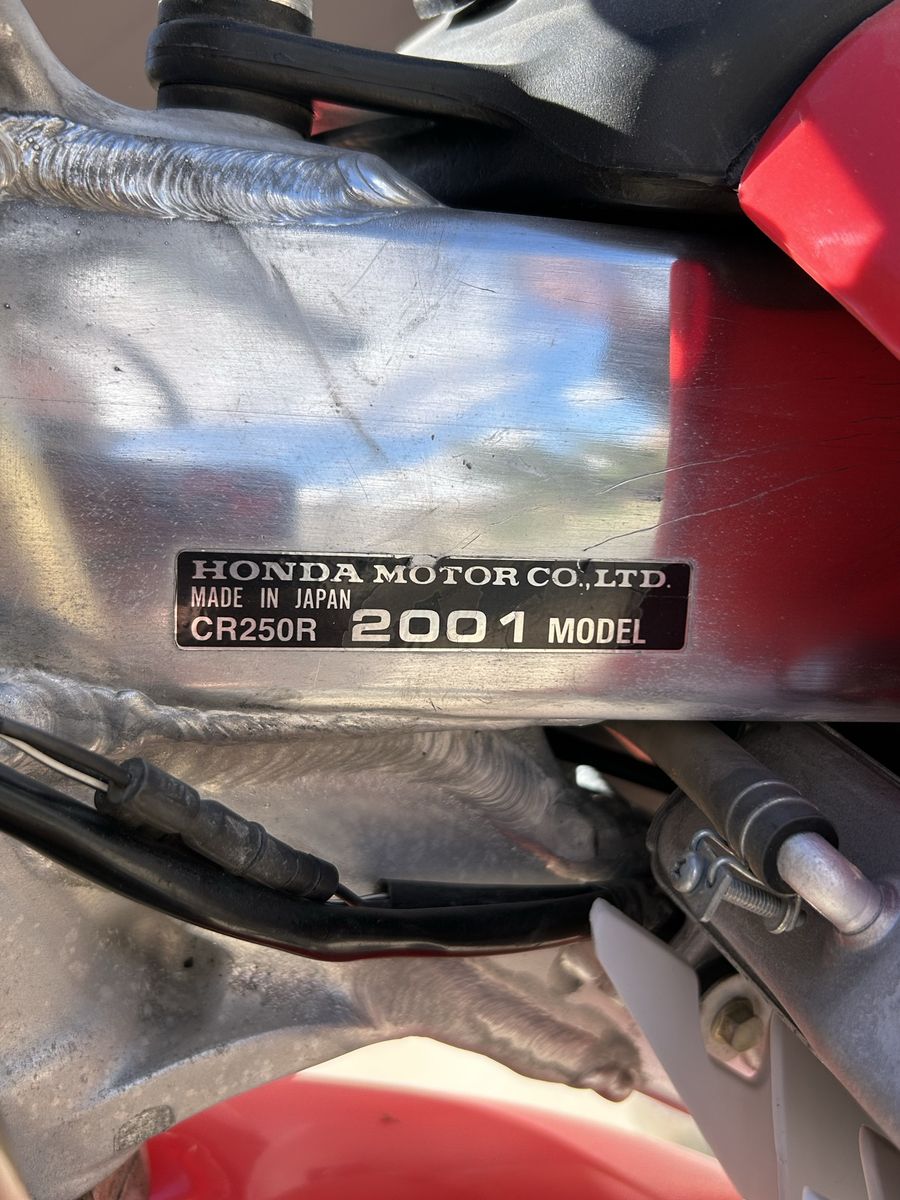 HONDA MOTOR CO., LTD.
MADE IN JAPAN
CR250R 2001 MODEL